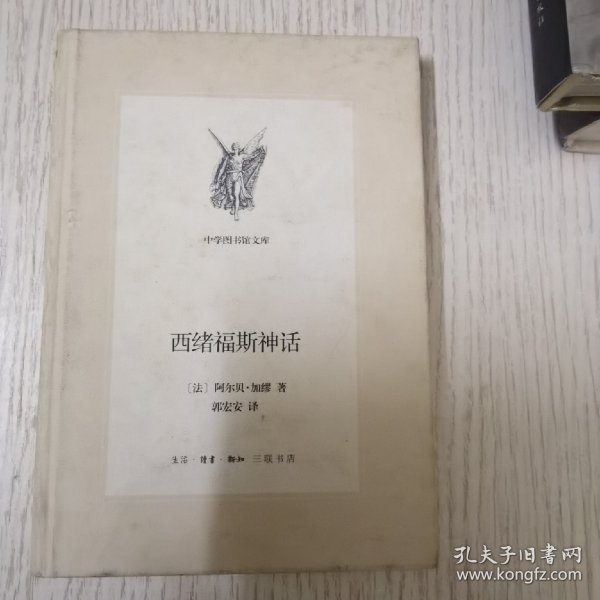 中学图书馆文库
西绪福斯神话
〔法〕阿尔贝·加缪 著
郭宏安 译
生活·讀書·新知 三联书店
孔夫子旧书网
www.kongfz.com